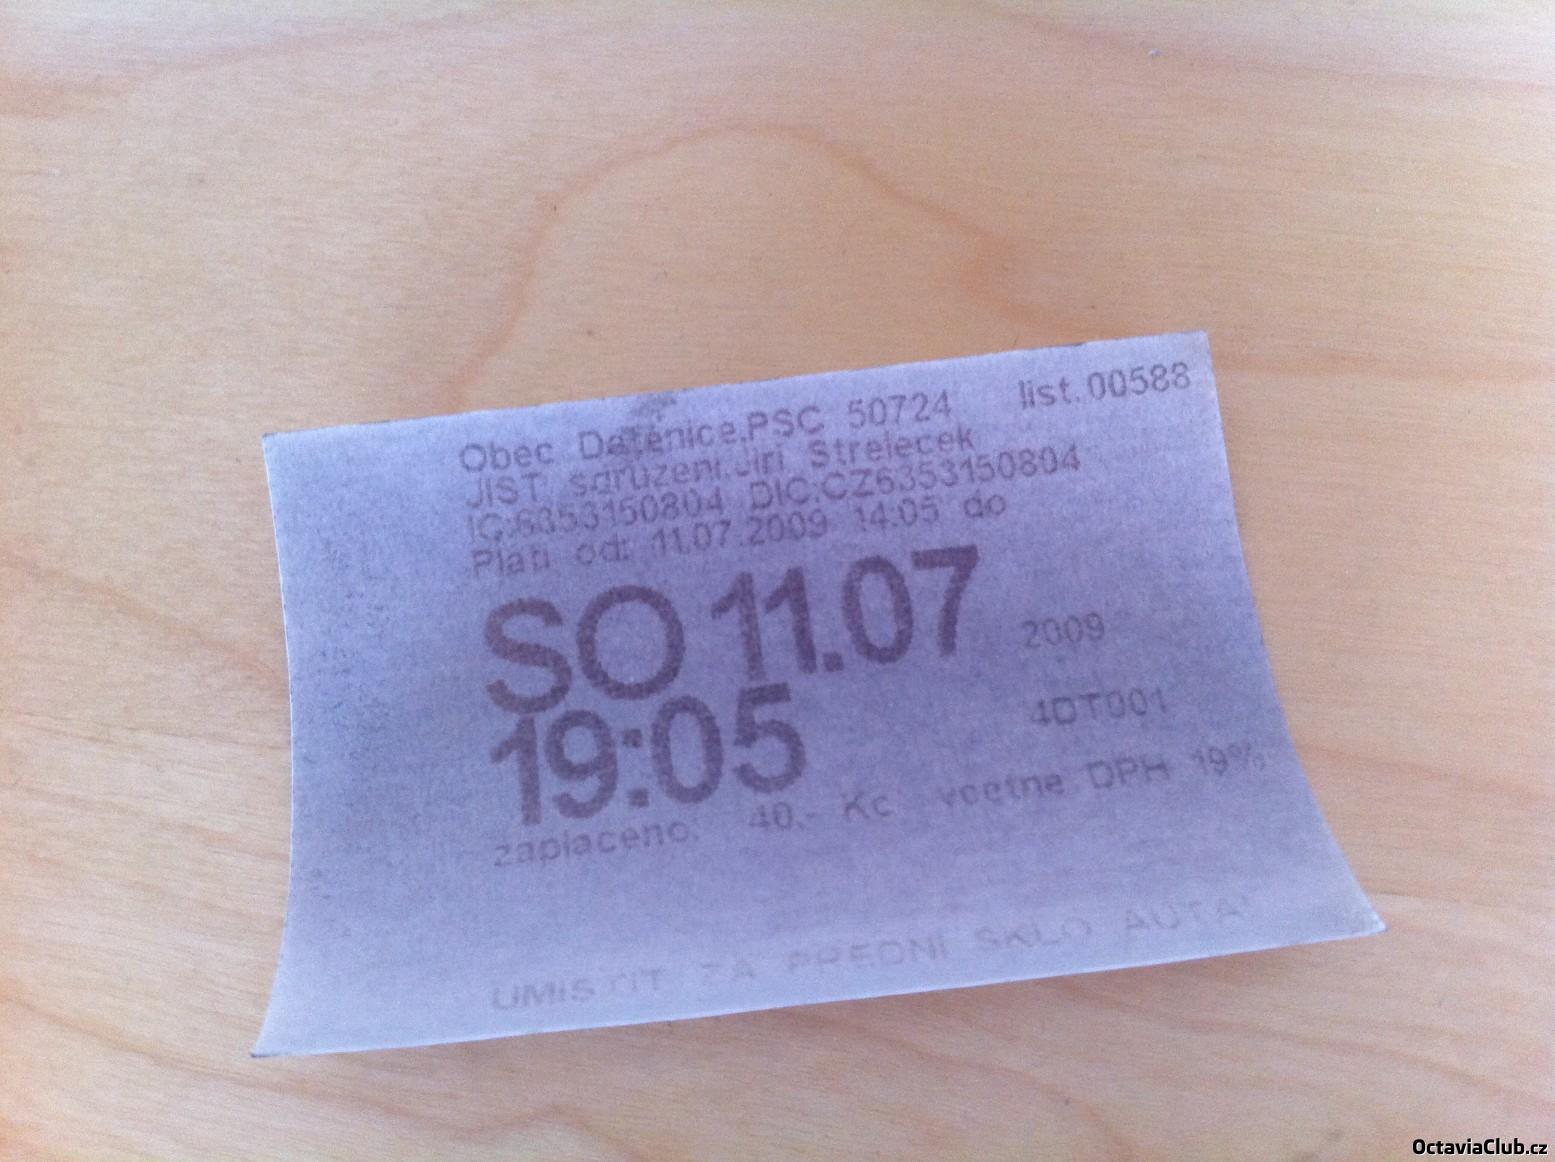 Obec Detenice,PSC 50724 list.00588
JIST, sdruzeni,Jiri Strelecek
IC:6353150804 DIC:CZ6353150804
Plati od: 11.07.2009 14:05 do
SO 11.07 2009
19:05 4DT001
zaplaceno: 40,- Kc vcetne DPH 19%
UMISTIT ZA PREDNI SKLO AUTA!
OctaviaClub.cz